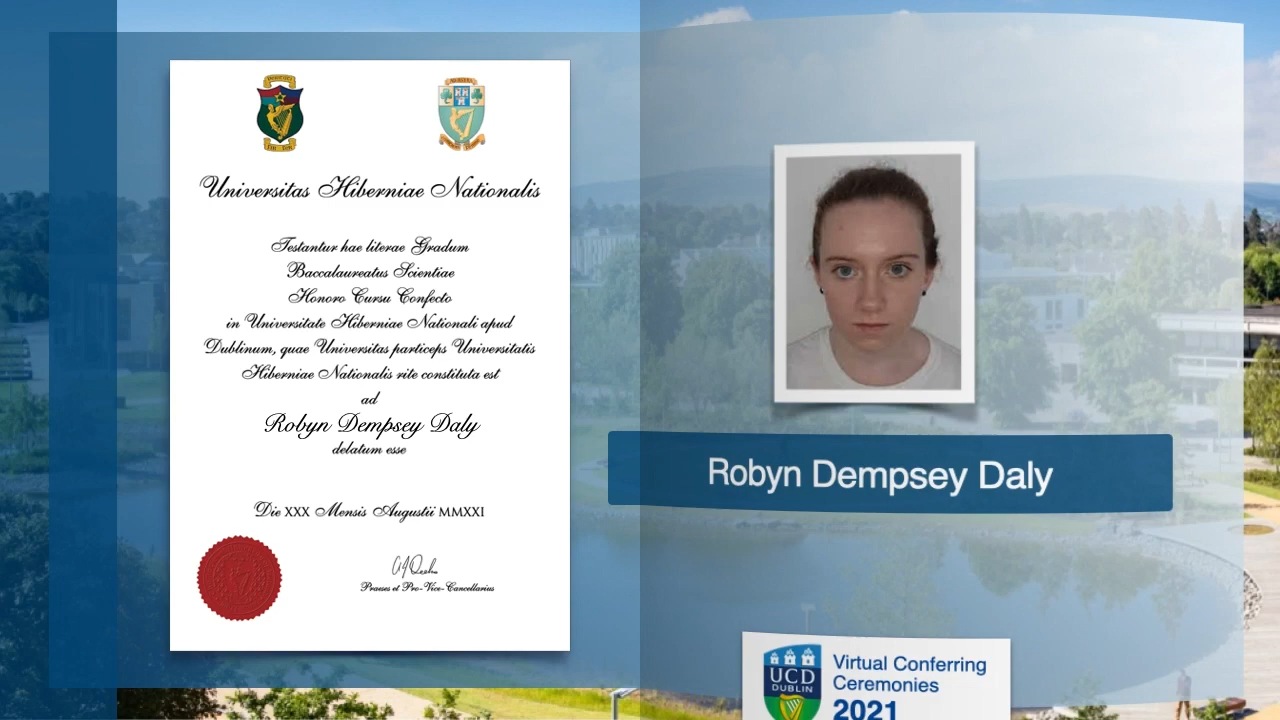 Universitas Hiberniae Nationalis
Testantur hae literae Gradum
Baccalaureatus Scientiae
Honoro Cursu Confecto
in Universitate Hiberniae Nationali apud
Dublinum, quae Universitas particeps Universitatis
Hiberniae Nationalis rite constituta est
ad
Robyn Dempsey Daly
delatum esse
Die XXX Mensis Augustii MMXXI
Praeses et Pro-Vice-Cancellarius
Robyn Dempsey Daly
UCD
DUBLIN
Virtual Conferring
Ceremonies
2021